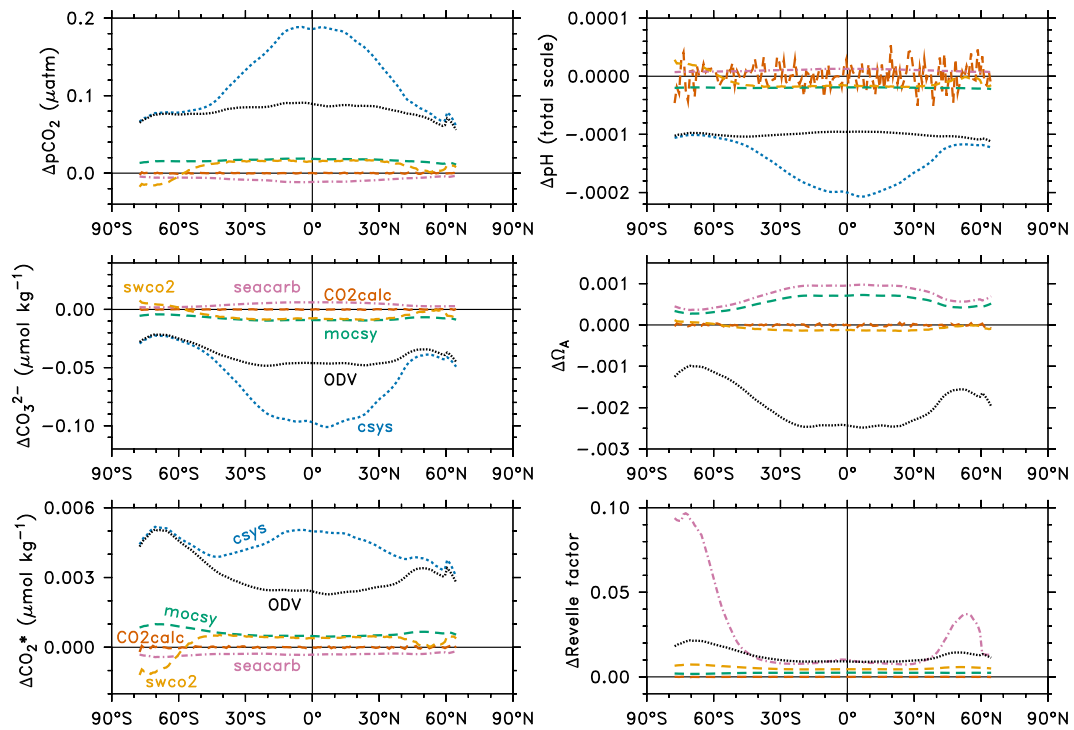 0.2
0.1
0.0
ΔpCO₂ (μatm)
90°S 60°S 30°S 0° 30°N 60°N 90°N
0.0001
0.0000
−.0001
−.0002
ΔpH (total scale)
90°S 60°S 30°S 0° 30°N 60°N 90°N
0.00
−0.05
−0.10
ΔCO₃²⁻ (μmol kg⁻¹)
swco2
seacarb
CO2calc
mocsy
ODV
csys
90°S 60°S 30°S 0° 30°N 60°N 90°N
0.001
0.000
−.001
−.002
−.003
ΔΩ_A
90°S 60°S 30°S 0° 30°N 60°N 90°N
0.006
0.003
0.000
ΔCO₂* (μmol kg⁻¹)
csys
ODV
mocsy
CO2calc
seacarb
swco2
90°S 60°S 30°S 0° 30°N 60°N 90°N
0.10
0.05
0.00
ΔRevelle factor
90°S 60°S 30°S 0° 30°N 60°N 90°N